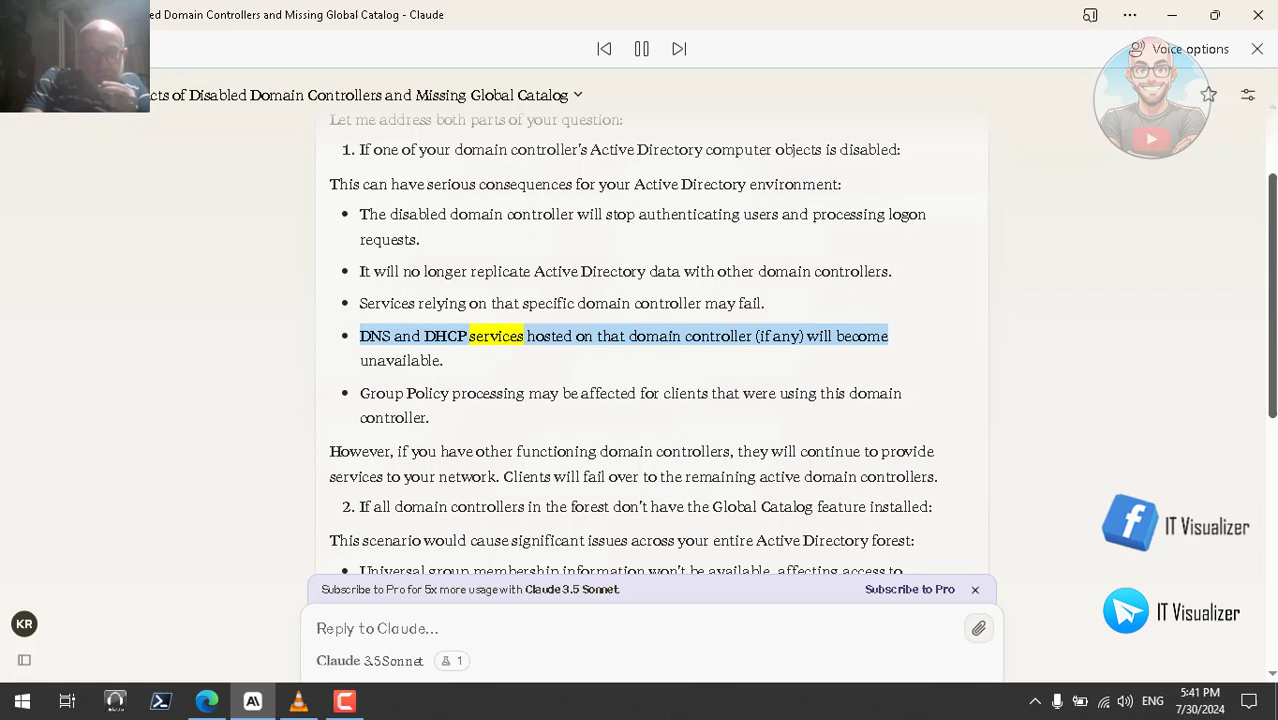 ed Domain Controllers and Missing Global Catalog - Claude
Voice options
cts of Disabled Domain Controllers and Missing Global Catalog
Let me address both parts of your question:
1. If one of your domain controller's Active Directory computer objects is disabled:
This can have serious consequences for your Active Directory environment:
• The disabled domain controller will stop authenticating users and processing logon
requests.
• It will no longer replicate Active Directory data with other domain controllers.
• Services relying on that specific domain controller may fail.
• DNS and DHCP services hosted on that domain controller (if any) will become
unavailable.
• Group Policy processing may be affected for clients that were using this domain
controller.
However, if you have other functioning domain controllers, they will continue to provide
services to your network. Clients will fail over to the remaining active domain controllers.
2. If all domain controllers in the forest don't have the Global Catalog feature installed:
This scenario would cause significant issues across your entire Active Directory forest:
• Universal group membership information won't be available, affecting access to
IT Visualizer
Subscribe to Pro for 5x more usage with Claude 3.5 Sonnet.
Subscribe to Pro
IT Visualizer
KR
Reply to Claude...
Claude 3.5 Sonnet
1
A\
ENG
5:41 PM
7/30/2024